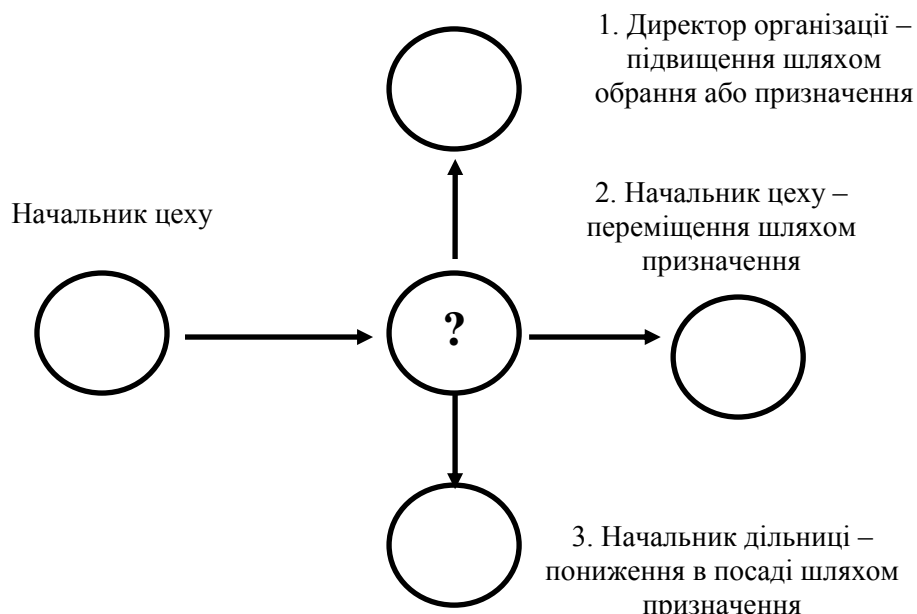 1. Директор організації –
підвищення шляхом
обрання або призначення
Начальник цеху
2. Начальник цеху –
переміщення шляхом
призначення
?
3. Начальник дільниці –
пониження в посаді шляхом
призначення